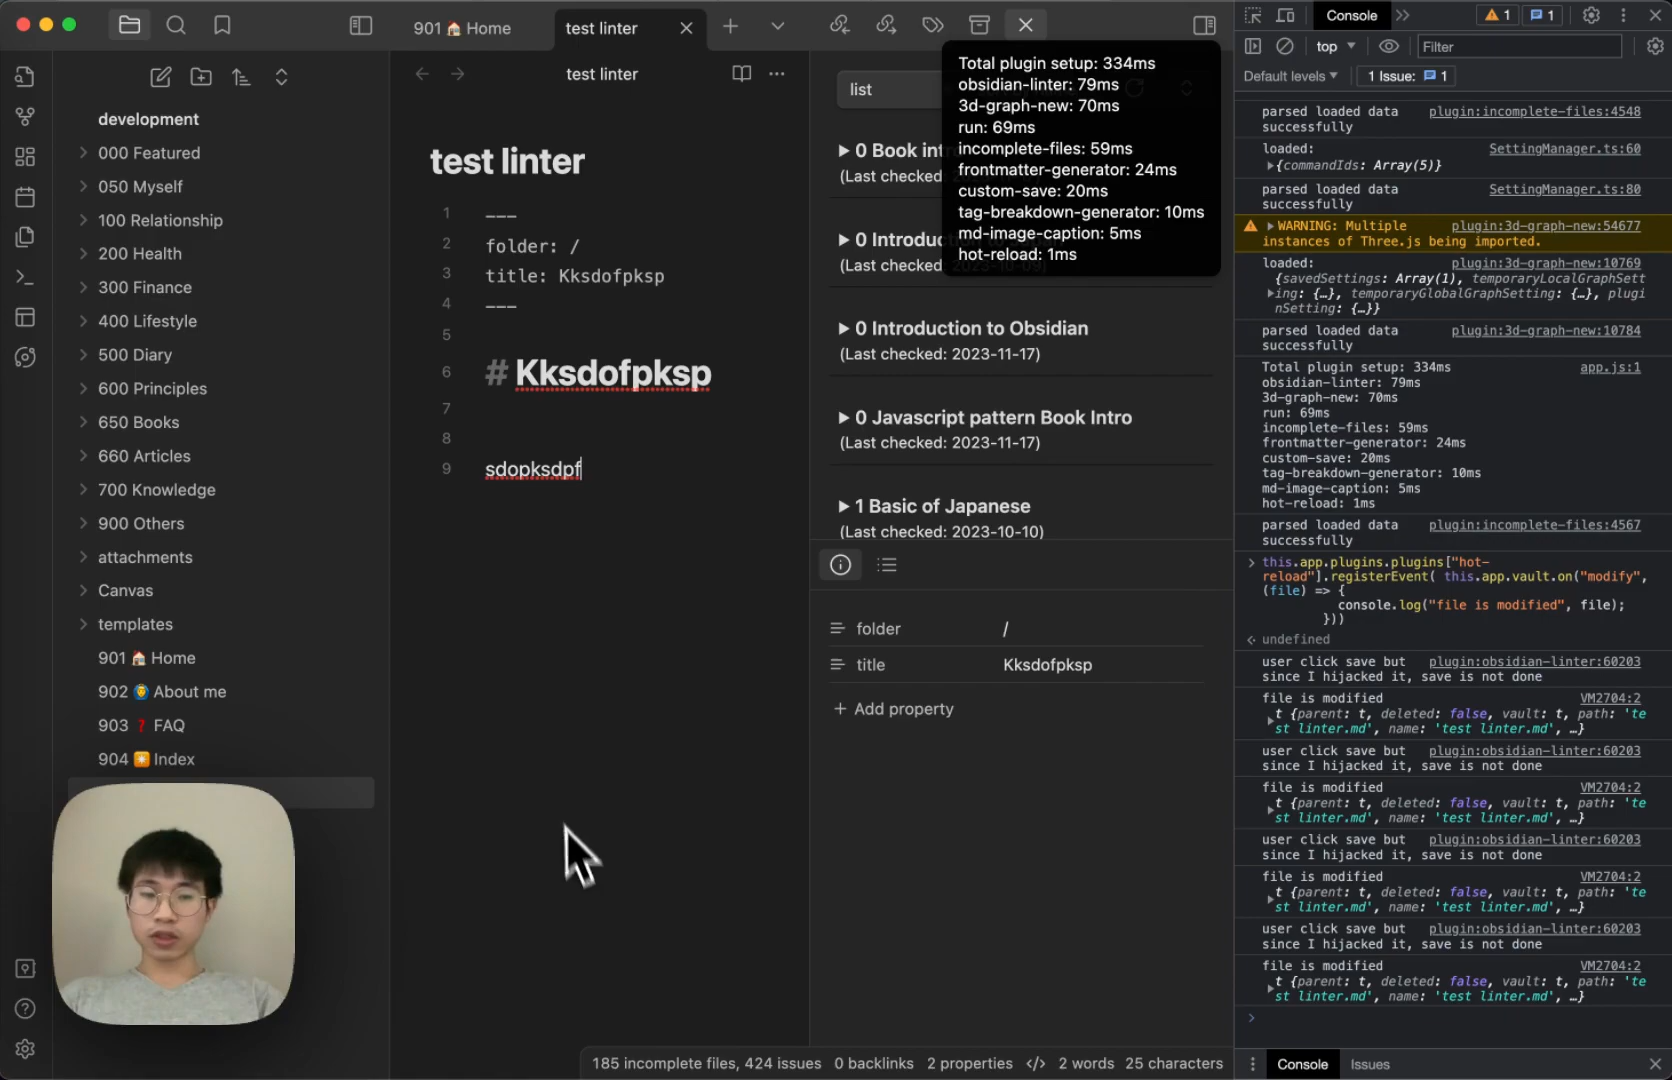 901 🏠 Home
test linter
development
000 Featured
050 Myself
100 Relationship
200 Health
300 Finance
400 Lifestyle
500 Diary
600 Principles
650 Books
660 Articles
700 Knowledge
900 Others
attachments
Canvas
templates
901 🏠 Home
902 About me
903 ❓ FAQ
904 Index
test linter
test linter
1 ---
2 folder: /
3 title: Kksdofpksp
4 ---
5
6 # Kksdofpksp
7
8
9 sdopksdpf
list
Total plugin setup: 334ms
obsidian-linter: 79ms
3d-graph-new: 70ms
run: 69ms
incomplete-files: 59ms
frontmatter-generator: 24ms
custom-save: 20ms
tag-breakdown-generator: 10ms
md-image-caption: 5ms
hot-reload: 1ms
0 Book int
(Last checked:
0 Introduc
(Last checked:
0 Introduction to Obsidian
(Last checked: 2023-11-17)
0 Javascript pattern Book Intro
(Last checked: 2023-11-17)
1 Basic of Japanese
(Last checked: 2023-10-10)
folder /
title Kksdofpksp
+ Add property
185 incomplete files, 424 issues 0 backlinks 2 properties </> 2 words 25 characters
Console 1 1
top Filter
Default levels 1 Issue: 1
parsed loaded data plugin:incomplete-files:4548
successfully
loaded: SettingManager.ts:60
{commandIds: Array(5)}
parsed loaded data SettingManager.ts:80
successfully
WARNING: Multiple plugin:3d-graph-new:54677
instances of Three.js being imported.
loaded: plugin:3d-graph-new:10769
{savedSettings: Array(1), temporaryLocalGraphSett
ing: {…}, temporaryGlobalGraphSetting: {…}, plugi
nSetting: {…}}
parsed loaded data plugin:3d-graph-new:10784
successfully
Total plugin setup: 334ms app.js:1
obsidian-linter: 79ms
3d-graph-new: 70ms
run: 69ms
incomplete-files: 59ms
frontmatter-generator: 24ms
custom-save: 20ms
tag-breakdown-generator: 10ms
md-image-caption: 5ms
hot-reload: 1ms
parsed loaded data plugin:incomplete-files:4567
successfully
this.app.plugins.plugins["hot-
reload"].registerEvent( this.app.vault.on("modify",
(file) => {
console.log("file is modified", file);
}))
undefined
user click save but plugin:obsidian-linter:60203
since I hijacked it, save is not done
file is modified VM2704:2
t {parent: t, deleted: false, vault: t, path: 'te
st linter.md', name: 'test linter.md', …}
user click save but plugin:obsidian-linter:60203
since I hijacked it, save is not done
file is modified VM2704:2
t {parent: t, deleted: false, vault: t, path: 'te
st linter.md', name: 'test linter.md', …}
user click save but plugin:obsidian-linter:60203
since I hijacked it, save is not done
file is modified VM2704:2
t {parent: t, deleted: false, vault: t, path: 'te
st linter.md', name: 'test linter.md', …}
user click save but plugin:obsidian-linter:60203
since I hijacked it, save is not done
file is modified VM2704:2
t {parent: t, deleted: false, vault: t, path: 'te
st linter.md', name: 'test linter.md', …}
Console Issues